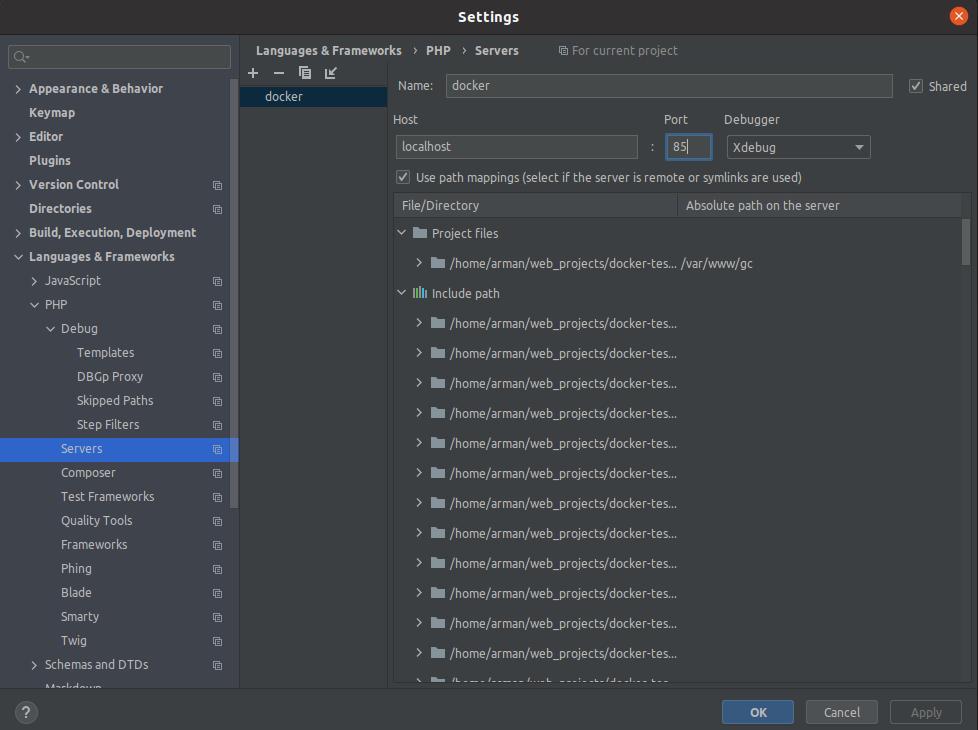 Settings
Languages & Frameworks › PHP › Servers For current project
Appearance & Behavior
Keymap
Editor
Plugins
Version Control
Directories
Build, Execution, Deployment
Languages & Frameworks
JavaScript
PHP
Debug
Templates
DBGp Proxy
Skipped Paths
Step Filters
Servers
Composer
Test Frameworks
Quality Tools
Frameworks
Phing
Blade
Smarty
Twig
Schemas and DTDs
Markdown
docker
Name: docker Shared
Host Port Debugger
localhost : 85 Xdebug
Use path mappings (select if the server is remote or symlinks are used)
File/Directory Absolute path on the server
Project files
/home/arman/web_projects/docker-tes... /var/www/gc
Include path
/home/arman/web_projects/docker-tes...
/home/arman/web_projects/docker-tes...
/home/arman/web_projects/docker-tes...
/home/arman/web_projects/docker-tes...
/home/arman/web_projects/docker-tes...
/home/arman/web_projects/docker-tes...
/home/arman/web_projects/docker-tes...
/home/arman/web_projects/docker-tes...
/home/arman/web_projects/docker-tes...
/home/arman/web_projects/docker-tes...
/home/arman/web_projects/docker-tes...
/home/arman/web_projects/docker-tes...
/home/arman/web_projects/docker-tes...
? OK Cancel Apply